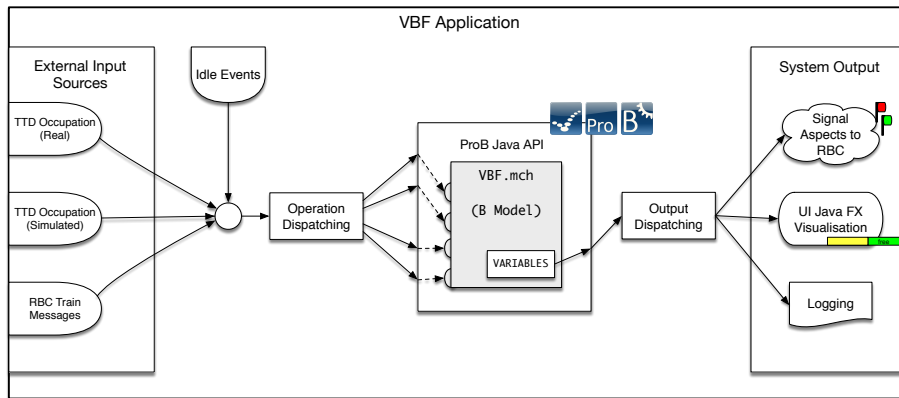 VBF Application
External Input
Sources
TTD Occupation
(Real)
TTD Occupation
(Simulated)
RBC Train
Messages
Idle Events
Operation
Dispatching
Pro
B
ProB Java API
VBF.mch
(B Model)
VARIABLES
Output
Dispatching
System Output
Signal
Aspects to
RBC
UI Java FX
Visualisation
free
Logging